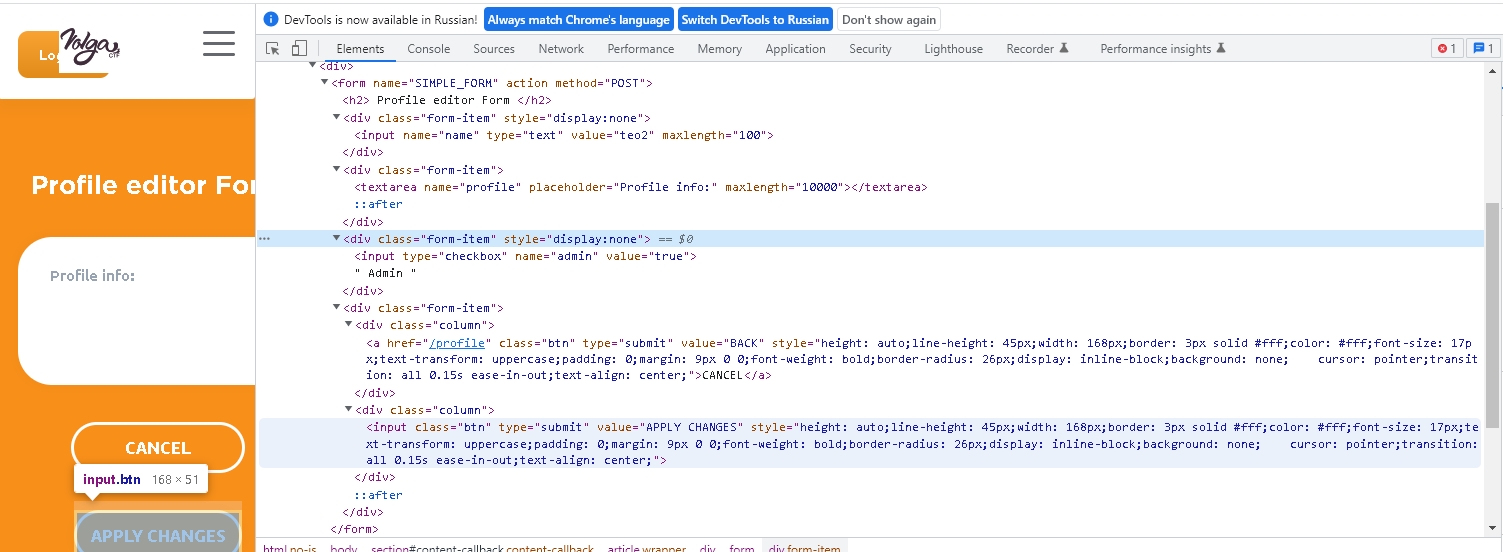 DevTools is now available in Russian! Always match Chrome's language Switch DevTools to Russian Don't show again
Volga CTF
Elements Console Sources Network Performance Memory Application Security Lighthouse Recorder Performance insights 1 1
<div>
<form name="SIMPLE_FORM" action method="POST">
<h2> Profile editor Form </h2>
<div class="form-item" style="display:none">
<input name="name" type="text" value="teo2" maxlength="100">
</div>
<div class="form-item">
<textarea name="profile" placeholder="Profile info:" maxlength="10000"></textarea>
::after
</div>
<div class="form-item" style="display:none"> == $0
<input type="checkbox" name="admin" value="true">
" Admin "
</div>
<div class="form-item">
<div class="column">
<a href="/profile" class="btn" type="submit" value="BACK" style="height: auto;line-height: 45px;width: 168px;border: 3px solid #fff;color: #fff;font-size: 17p
x;text-transform: uppercase;padding: 0;margin: 9px 0 0;font-weight: bold;border-radius: 26px;display: inline-block;background: none; cursor: pointer;transit
ion: all 0.15s ease-in-out;text-align: center;">CANCEL</a>
</div>
<div class="column">
<input class="btn" type="submit" value="APPLY CHANGES" style="height: auto;line-height: 45px;width: 168px;border: 3px solid #fff;color: #fff;font-size: 17px;te
xt-transform: uppercase;padding: 0;margin: 9px 0 0;font-weight: bold;border-radius: 26px;display: inline-block;background: none; cursor: pointer;transition:
all 0.15s ease-in-out;text-align: center;">
</div>
::after
</div>
</form>
html.no-js body section#content-callback.content-callback article.wrapper div form div.form-item
Profile editor For
Profile info:
CANCEL
input.btn 168 × 51
APPLY CHANGES